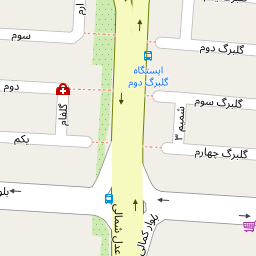 ارم
سوم
گلبرگ دوم
ایستگاه
گلبرگ دوم
دوم
گلفام
گلبرگ سوم
شمیم ۳
یکم
گلبرگ چهارم
بلوار کمالی
عدل شمالی